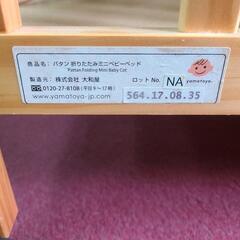 商品名：パタン 折りたたみミニベビーベッド
Pattan Folding Mini Baby Cot
製造元：株式会社 大和屋
0120-27-8108（平日9〜17時）
www.yamatoya-jp.com
ロットNo.
NA
yamatoya.
564.17.08.35